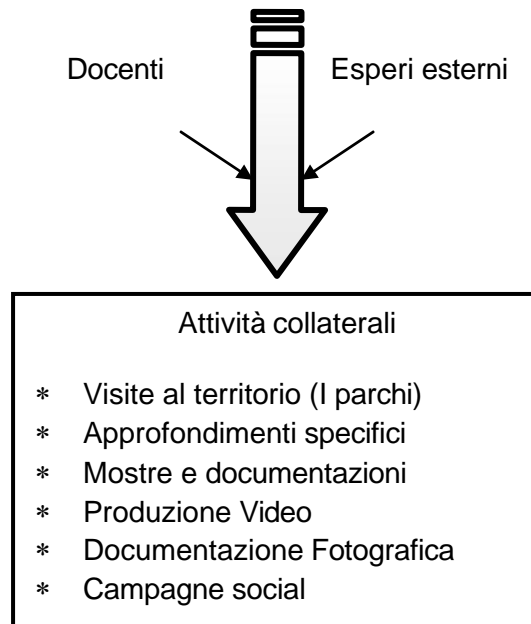 Docenti
Esperi esterni
Attività collaterali
* Visite al territorio (I parchi)
* Approfondimenti specifici
* Mostre e documentazioni
* Produzione Video
* Documentazione Fotografica
* Campagne social